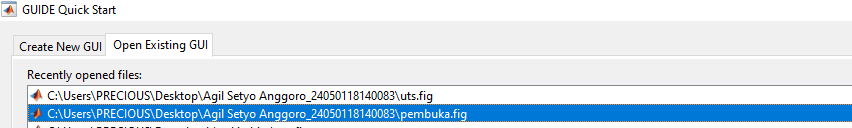 GUIDE Quick Start
Create New GUI
Open Existing GUI
Recently opened files:
C:\Users\PRECIOUS\Desktop\Agil Setyo Anggoro_24050118140083\uts.fig
C:\Users\PRECIOUS\Desktop\Agil Setyo Anggoro_24050118140083\pembuka.fig